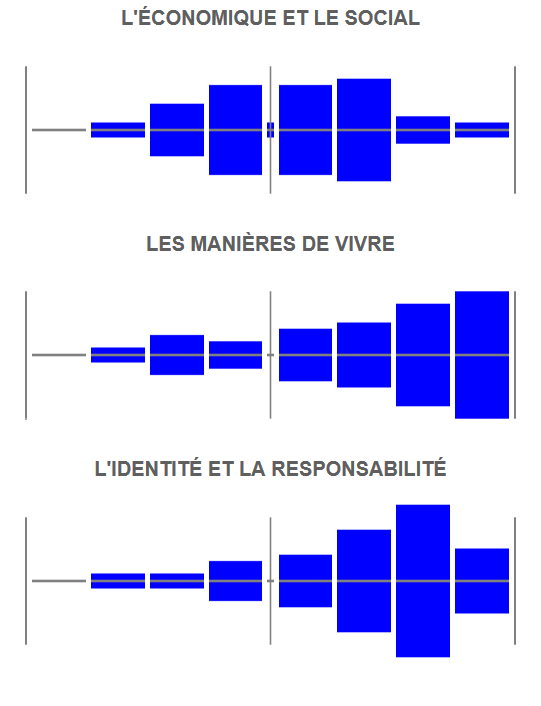 L'ÉCONOMIQUE ET LE SOCIAL
LES MANIÈRES DE VIVRE
L'IDENTITÉ ET LA RESPONSABILITÉ